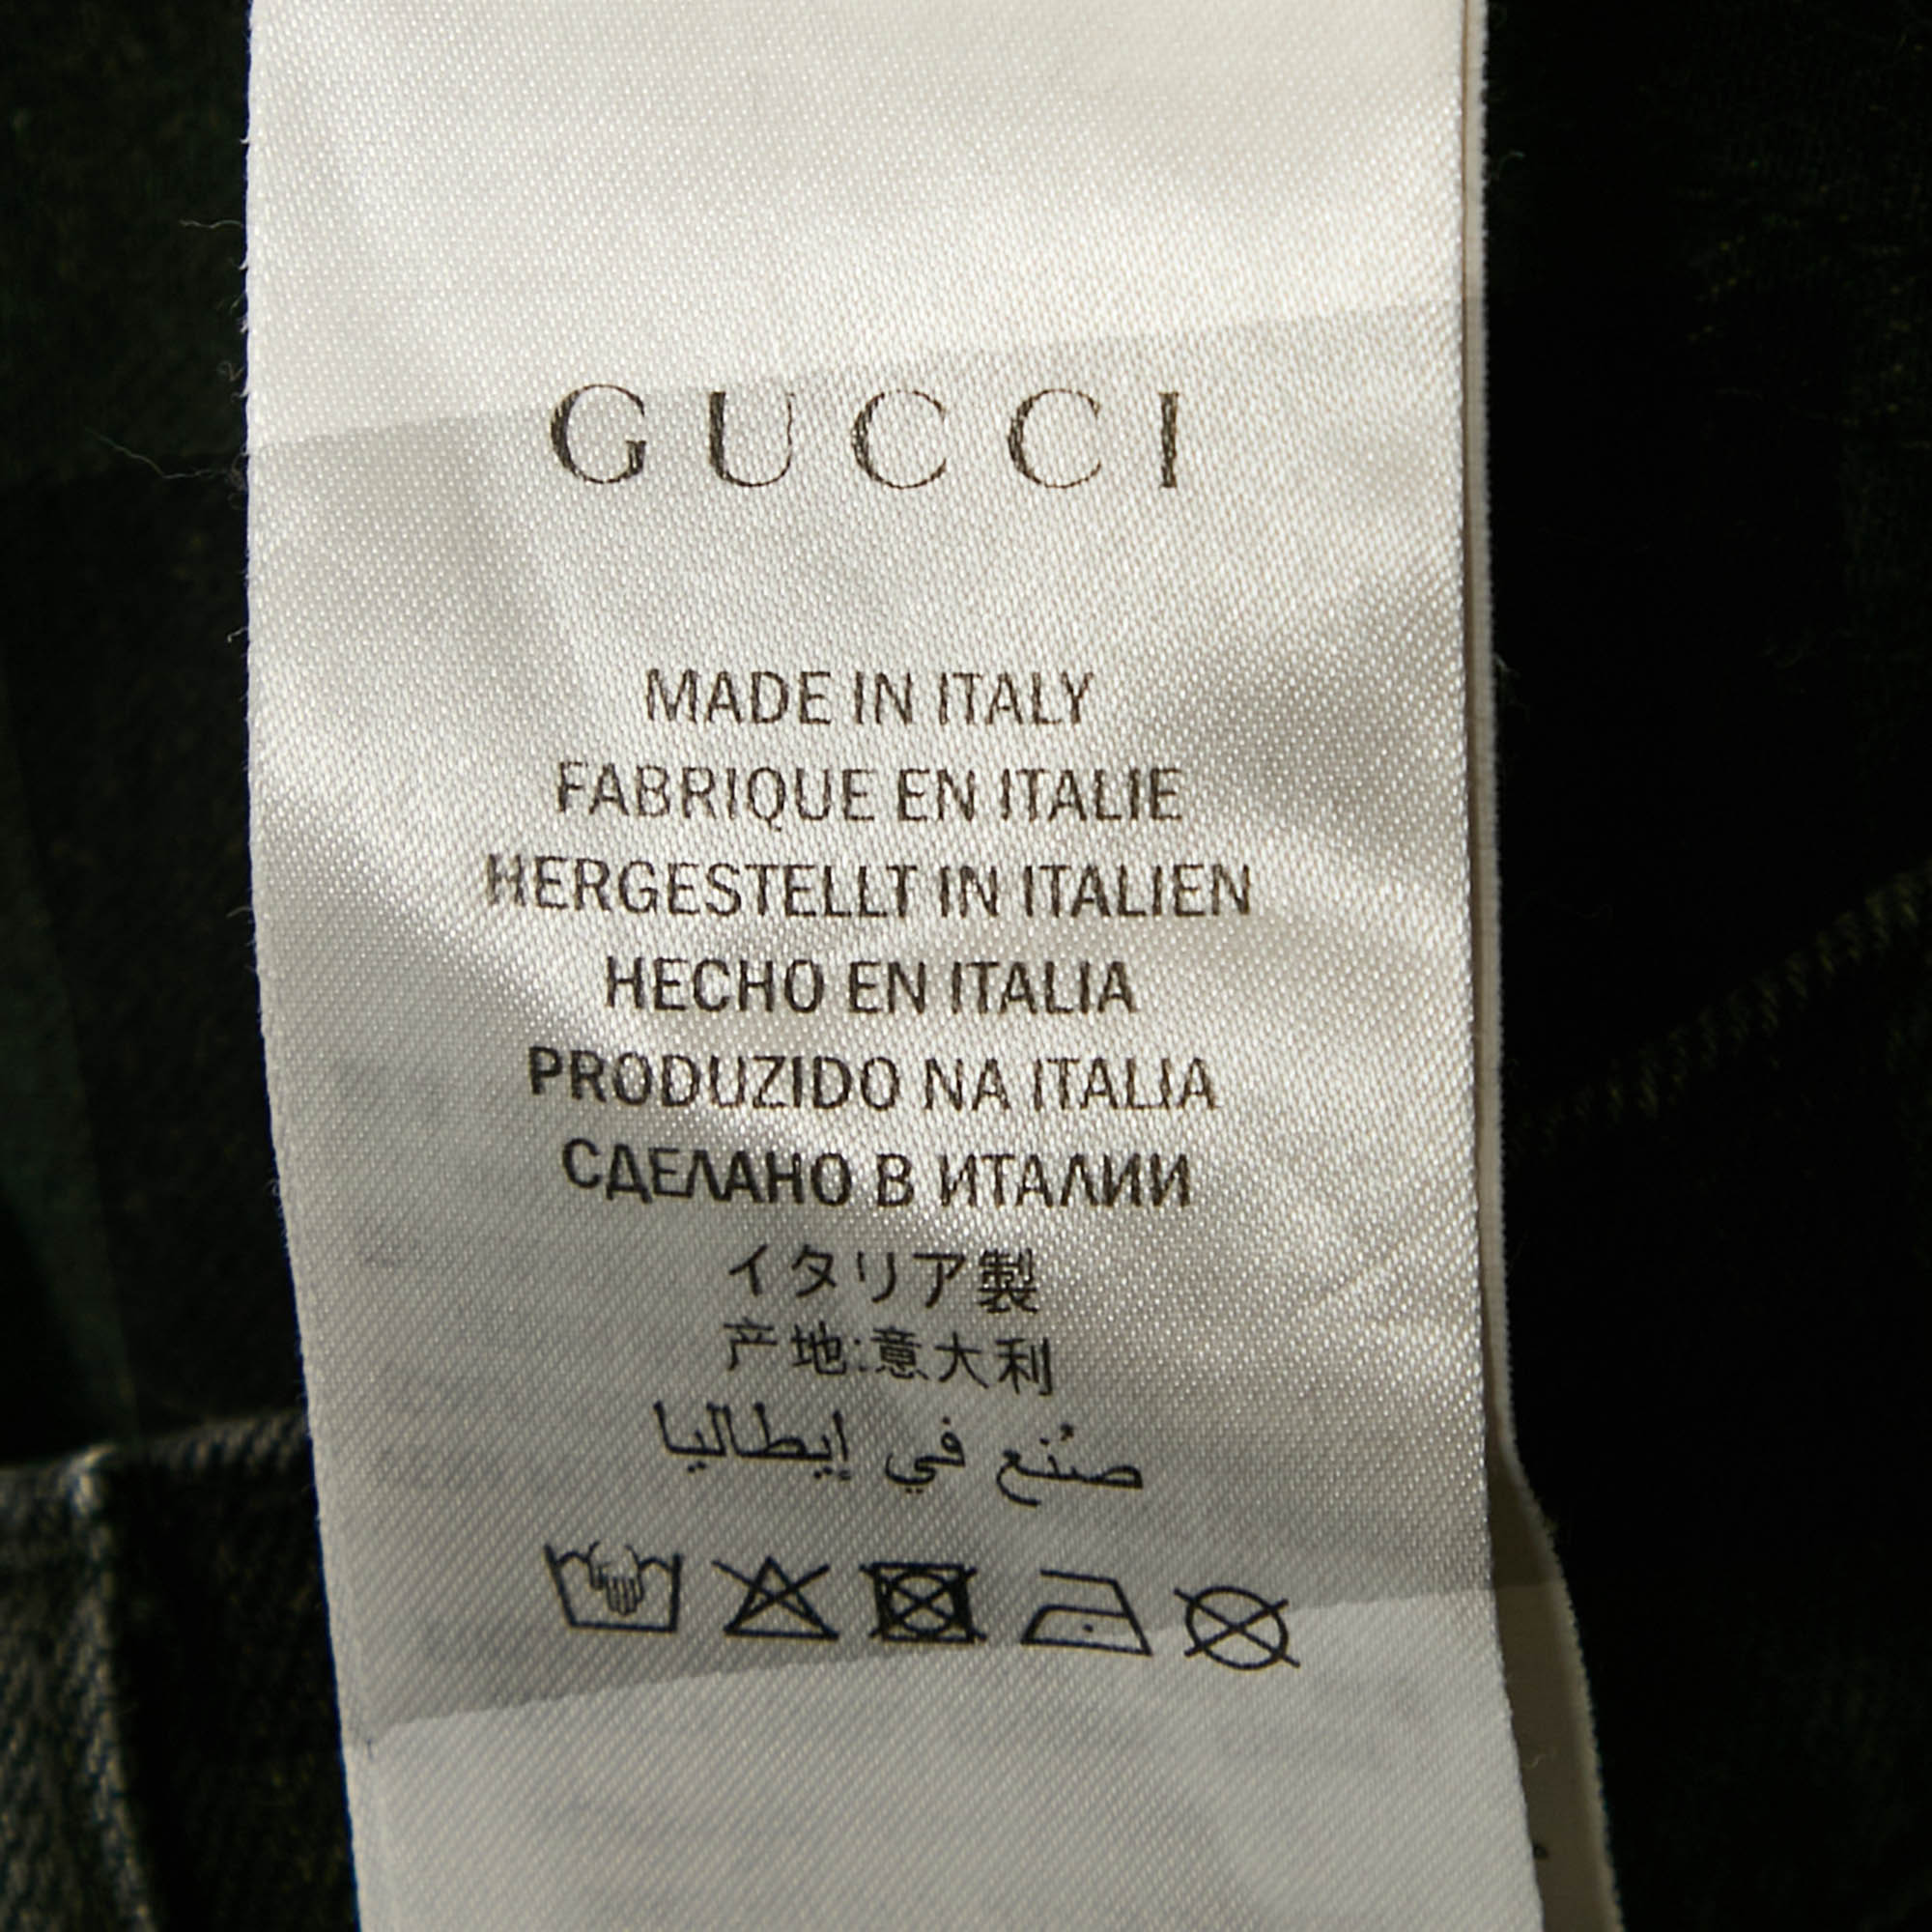 GUCCI
MADE IN ITALY
FABRIQUE EN ITALIE
HERGESTELLT IN ITALIEN
HECHO EN ITALIA
PRODUZIDO NA ITALIA
СДЕЛАНО В ИТАЛИИ
イタリア製
产地:意大利
صُنع في إيطاليا